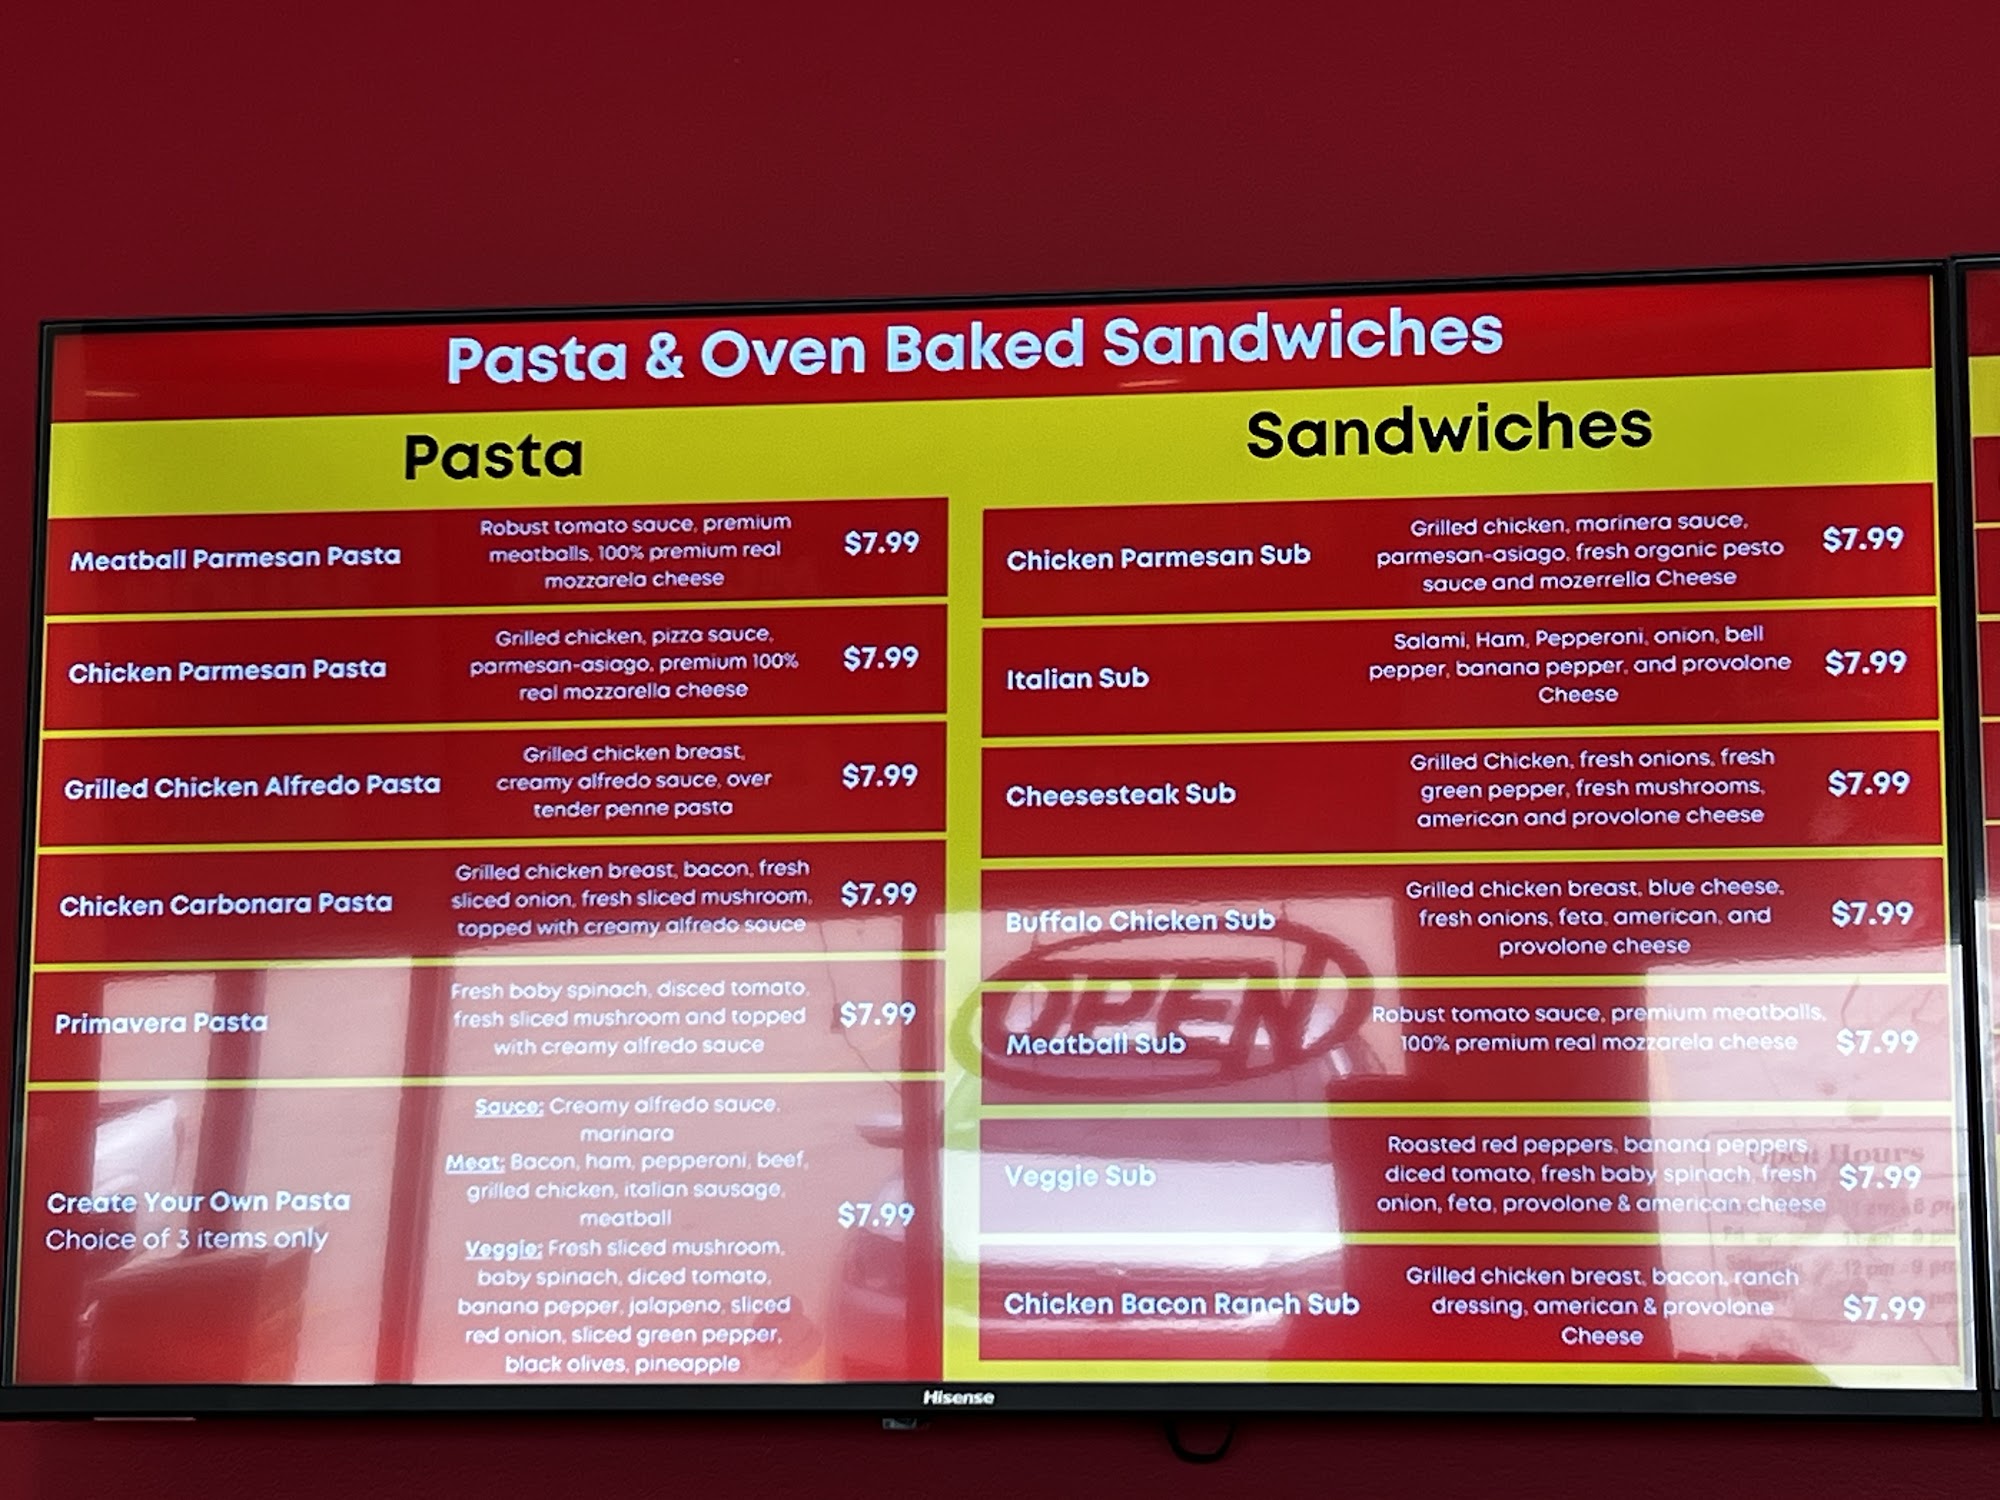 Pasta & Oven Baked Sandwiches
Pasta
Meatball Parmesan Pasta
Robust tomato sauce, premium
meatballs, 100% premium real
mozzarela cheese
$7.99
Chicken Parmesan Pasta
Grilled chicken, pizza sauce,
parmesan-asiago, premium 100%
real mozzarella cheese
$7.99
Grilled Chicken Alfredo Pasta
Grilled chicken breast,
creamy alfredo sauce, over
tender penne pasta
$7.99
Chicken Carbonara Pasta
Grilled chicken breast, bacon, fresh
sliced onion, fresh sliced mushroom,
topped with creamy alfredo sauce
$7.99
Primavera Pasta
Fresh boby spinach, disced tomato,
fresh sliced mushroom and topped
with creamy alfredo sauce
$7.99
Create Your Own Pasta
Choice of 3 items only
Sauce: Creamy alfredo sauce,
marinara
Meat: Bacon, ham, pepperoni, beef,
grilled chicken, italian sausage,
meatball
Veggie: Fresh sliced mushroom,
baby spinach, diced tomato,
banana pepper, jalapeno, sliced
red onion, sliced green pepper,
black olives, pineapple
$7.99
Sandwiches
Chicken Parmesan Sub
Grilled chicken, marinera sauce,
parmesan-asiago, fresh organic pesto
sauce and mozerrella Cheese
$7.99
Italian Sub
Salami, Ham, Pepperoni, onion, bell
pepper, banana pepper, and provolone
Cheese
$7.99
Cheesesteak Sub
Grilled Chicken, fresh onions, fresh
green pepper, fresh mushrooms,
american and provolone cheese
$7.99
Buffalo Chicken Sub
Grilled chicken breast, blue cheese,
fresh onions, feta, american, and
provolone cheese
$7.99
OPEN
Meatball Sub
Robust tomato sauce, premium meatballs,
100% premium real mozzarela cheese
$7.99
Veggie Sub
Roasted red peppers, banana peppers,
diced tomato, fresh baby spinach, fresh
onion, feta, provolone & american cheese
$7.99
Open Hours
Chicken Bacon Ranch Sub
Grilled chicken breast, bacon, ranch
dressing, american & provolone
Cheese
$7.99
Hisense